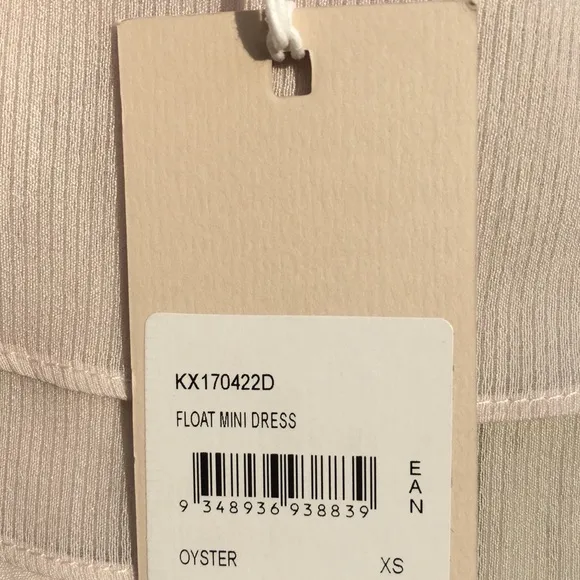 KX170422D
FLOAT MINI DRESS
9 348936 938839
EAN
OYSTER XS